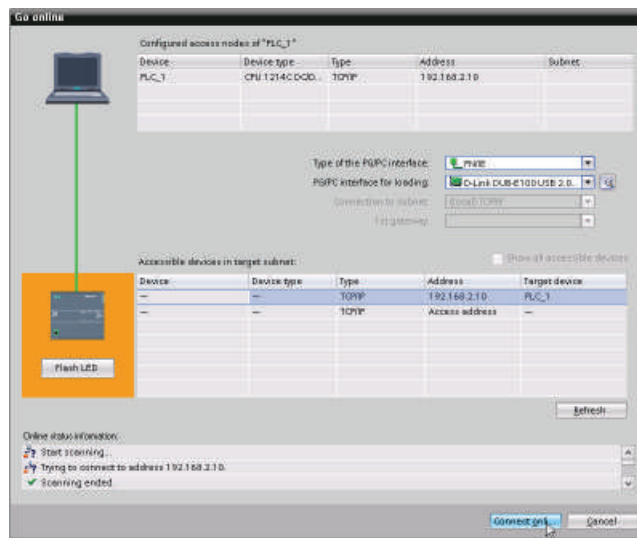 Go online
Configured access nodes of "PLC_1"
Device Device type Type Address Subnet
PLC_1 CPU 1214C DC/D... TCP/IP 192.168.2.10
Type of the PG/PC interface: PN/IE
PG/PC interface for loading: D-Link DUB-E100 USB 2.0...
Connection to subnet: (local) TCP/IP
1st gateway:
Accessible devices in target subnet: Show all accessible devices
Device Device type Type Address Target device
— — TCP/IP 192.168.2.10 PLC_1
— — TCP/IP Access address —
Flash LED
Refresh
Online status information:
Start scanning...
Trying to connect to address 192.168.2.10.
Scanning ended.
Connect onli... Cancel